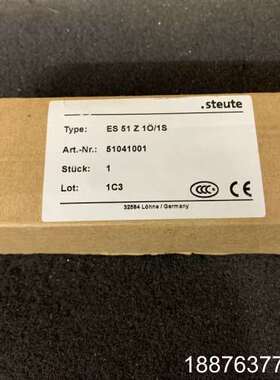 .steute
Type: ES 51 Z 1Ö/1S
Art.-Nr.: 51041001
Stück: 1
Lot: 1C3
CCC CE
32584 Löhne / Germany
18876377